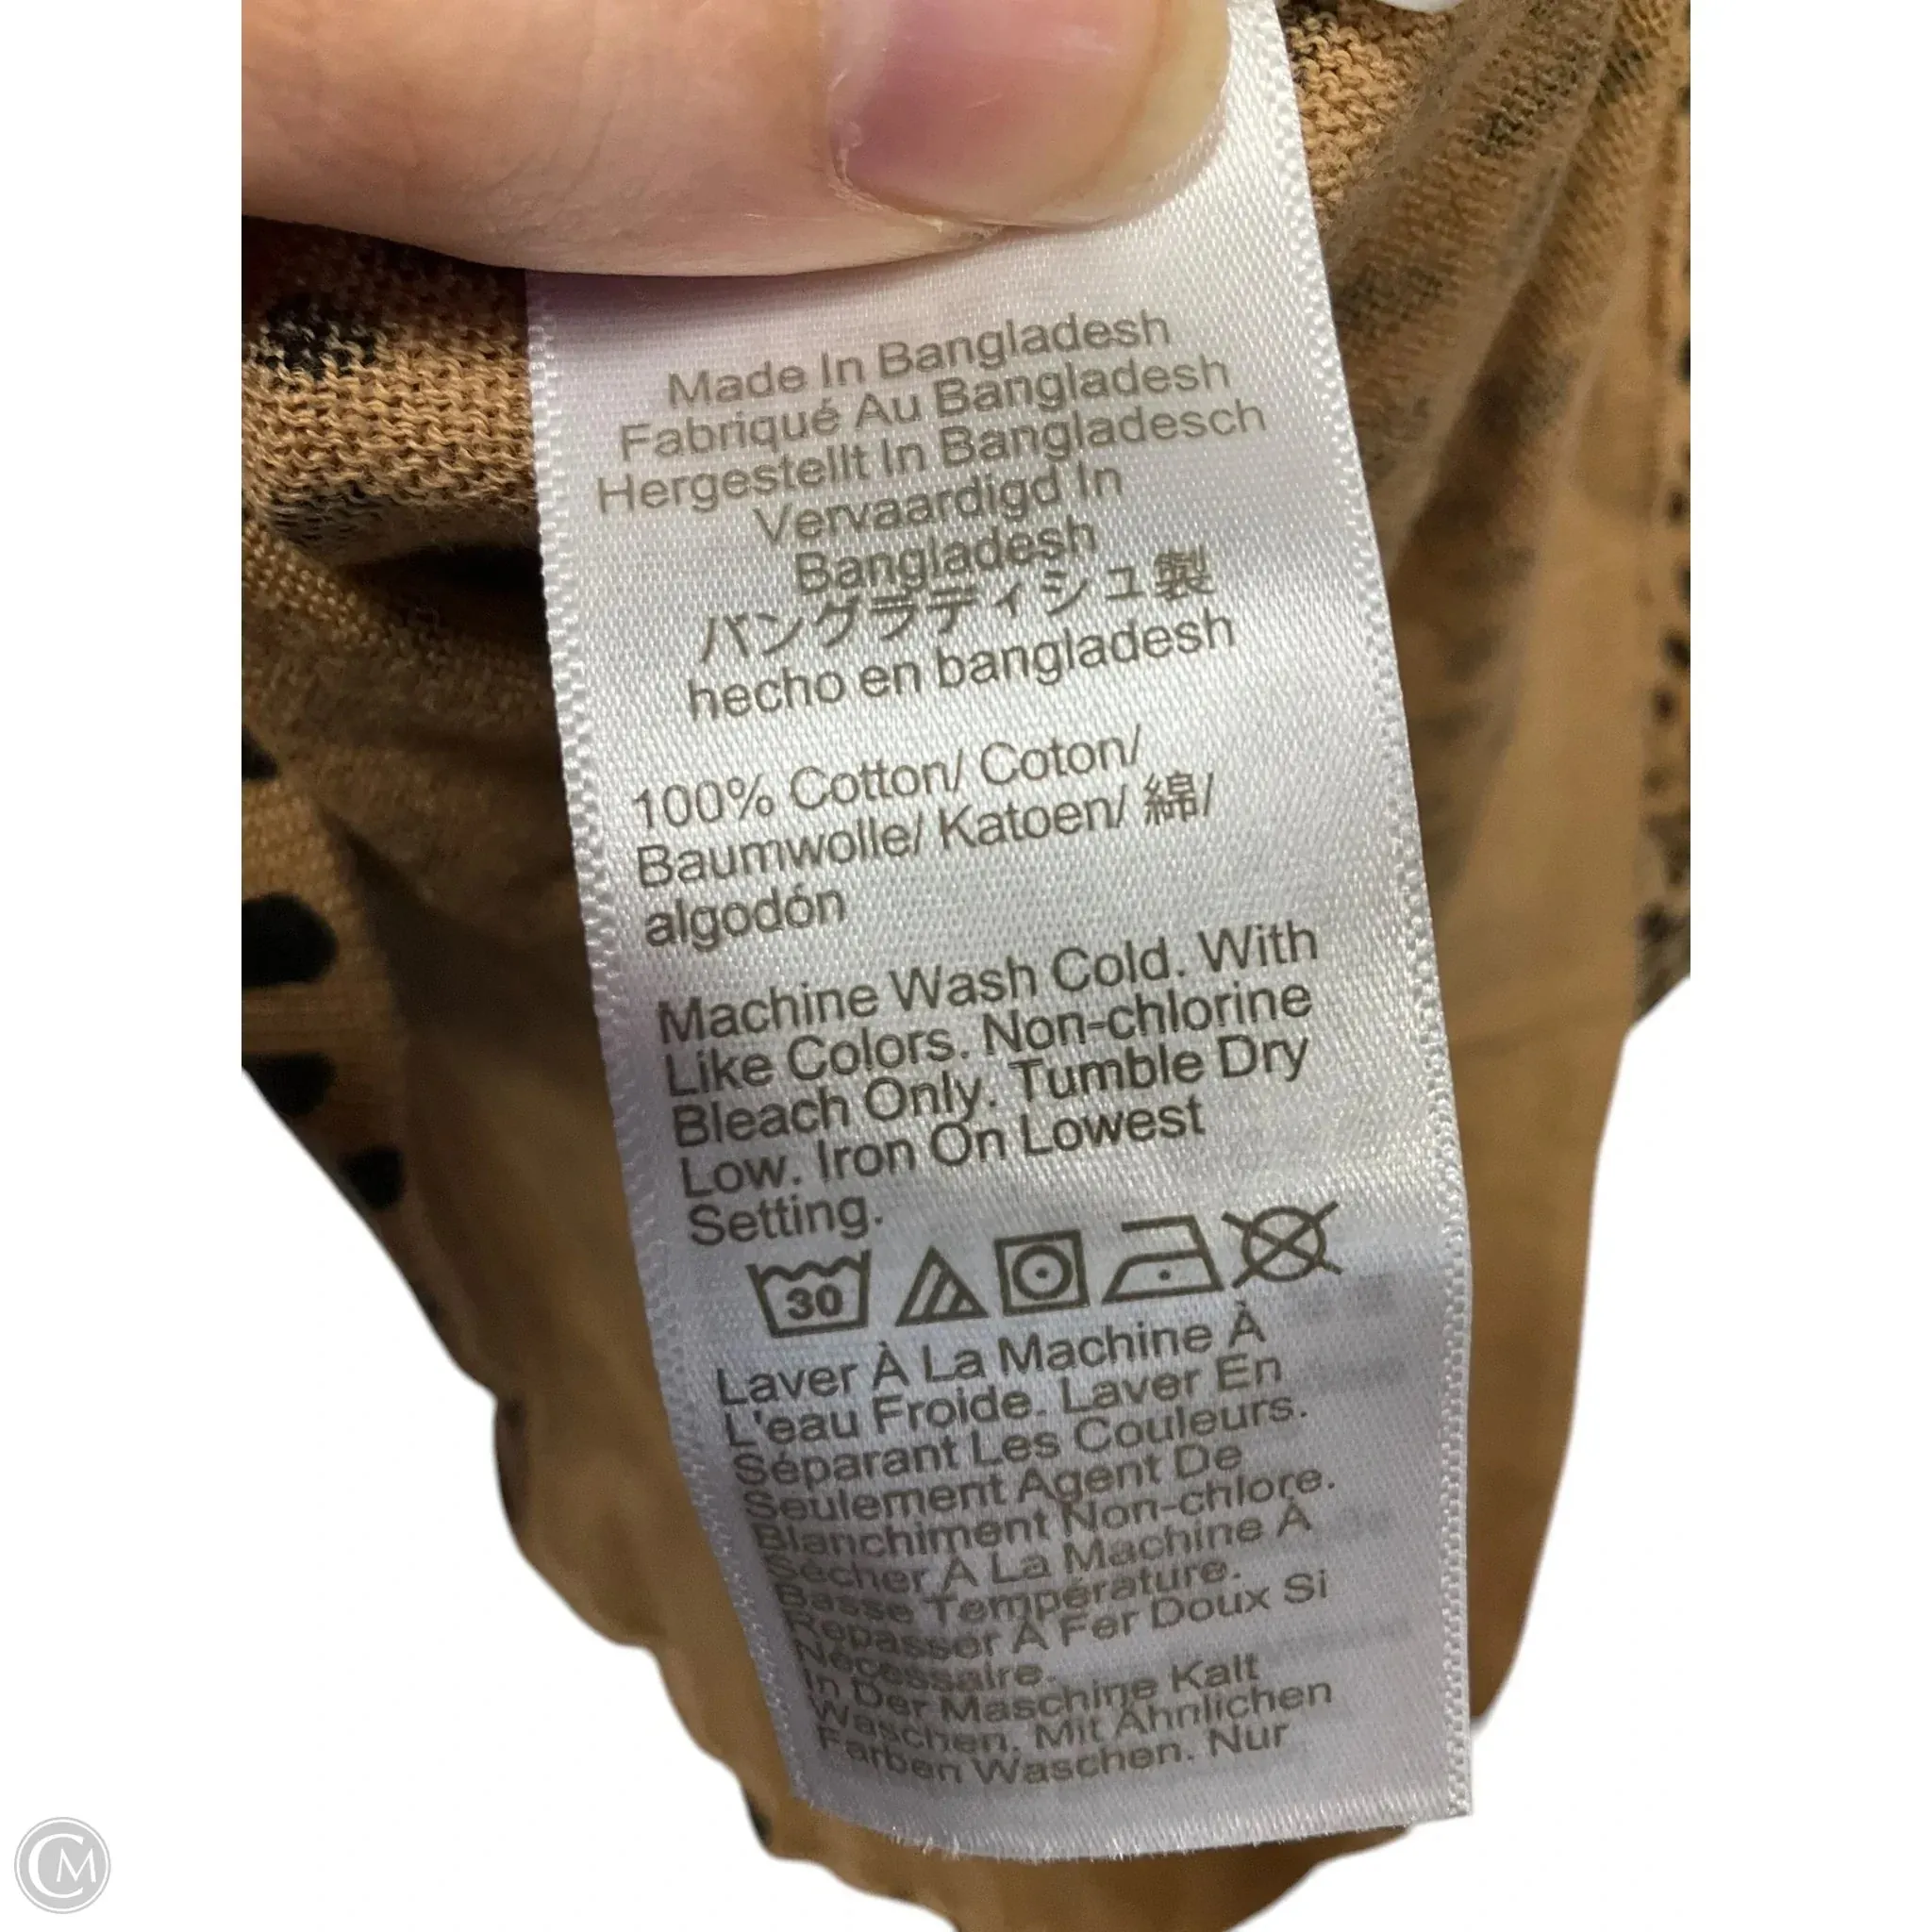 Made In Bangladesh
Fabriqué Au Bangladesh
Hergestellt In Bangladesch
Vervaardigd In
Bangladesh
バングラディシュ製
hecho en bangladesh
100% Cotton/ Coton/
Baumwolle/ Katoen/ 綿/
algodón
Machine Wash Cold. With
Like Colors. Non-chlorine
Bleach Only. Tumble Dry
Low. Iron On Lowest
Setting.
30
Laver À La Machine À
L'eau Froide. Laver En
Séparant Les Couleurs.
Seulement Agent De
Blanchiment Non-chlore.
Sécher À La Machine À
Basse Température.
Repasser À Fer Doux Si
Nécessaire.
In Der Maschine Kalt
Waschen. Mit Ähnlichen
Farben Waschen. Nur
CM